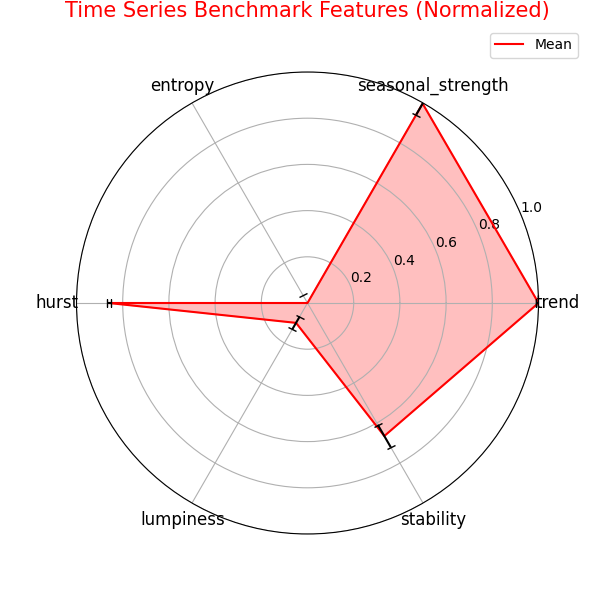 Time Series Benchmark Features (Normalized)
Mean
entropy
seasonal_strength
1.0
0.8
0.6
0.4
0.2
hurst
trend
lumpiness
stability